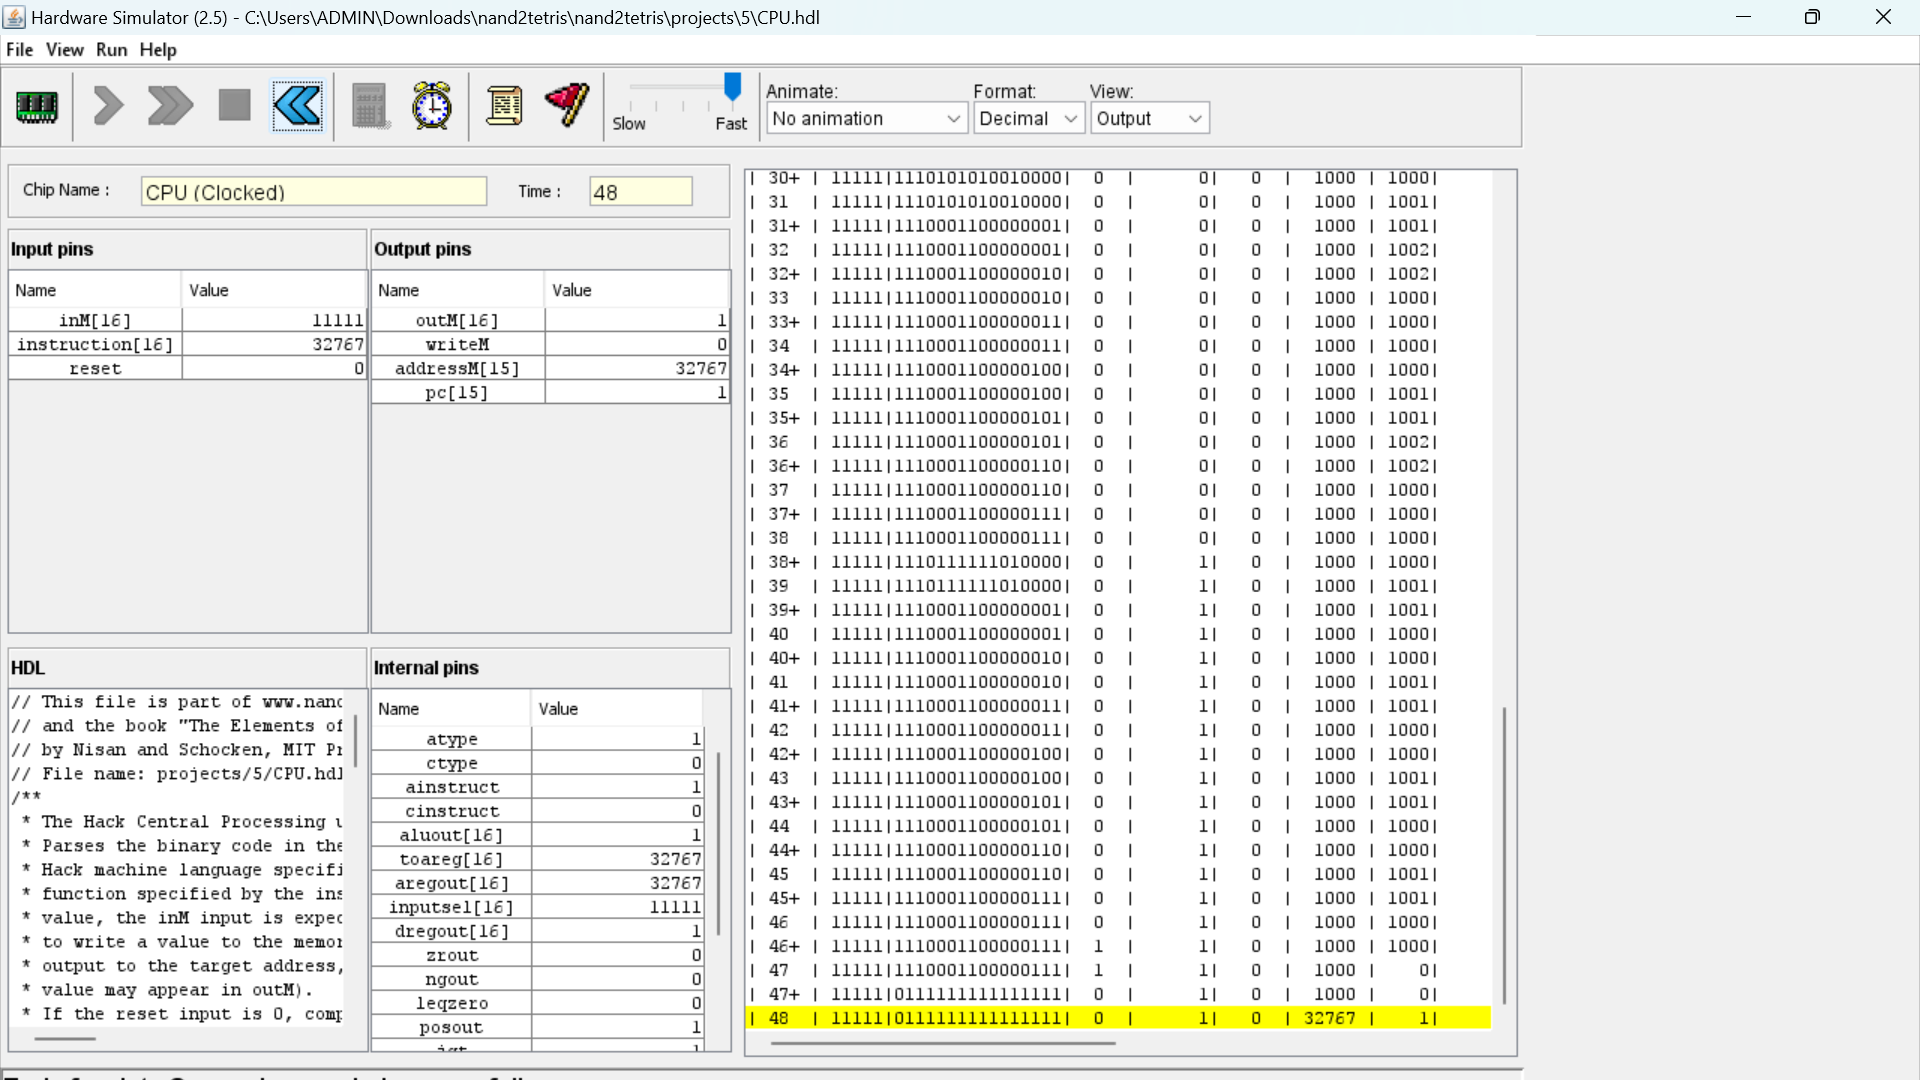 Hardware Simulator (2.5) - C:\Users\ADMIN\Downloads\nand2tetris\nand2tetris\projects\5\CPU.hdl
File View Run Help
Slow Fast
Animate: Format: View:
No animation Decimal Output
Chip Name : CPU (Clocked) Time : 48
Input pins
Name Value
inM[16] 11111
instruction[16] 32767
reset 0
Output pins
Name Value
outM[16] 1
writeM 0
addressM[15] 32767
pc[15] 1
HDL
// This file is part of www.nand
// and the book "The Elements of
// by Nisan and Schocken, MIT Pr
// File name: projects/5/CPU.hdl
/**
* The Hack Central Processing u
* Parses the binary code in the
* Hack machine language specifi
* function specified by the ins
* value, the inM input is expec
* to write a value to the memor
* output to the target address,
* value may appear in outM).
* If the reset input is 0, comp
Internal pins
Name Value
atype 1
ctype 0
ainstruct 1
cinstruct 0
aluout[16] 1
toareg[16] 32767
aregout[16] 32767
inputsel[16] 11111
dregout[16] 1
zrout 0
ngout 0
leqzero 0
posout 1
jgt 1
| 30+ | 11111|1110101010010000| 0 | 0| 0 | 1000 | 1000|
| 31 | 11111|1110101010010000| 0 | 0| 0 | 1000 | 1001|
| 31+ | 11111|1110001100000001| 0 | 0| 0 | 1000 | 1001|
| 32 | 11111|1110001100000001| 0 | 0| 0 | 1000 | 1002|
| 32+ | 11111|1110001100000010| 0 | 0| 0 | 1000 | 1002|
| 33 | 11111|1110001100000010| 0 | 0| 0 | 1000 | 1000|
| 33+ | 11111|1110001100000011| 0 | 0| 0 | 1000 | 1000|
| 34 | 11111|1110001100000011| 0 | 0| 0 | 1000 | 1000|
| 34+ | 11111|1110001100000100| 0 | 0| 0 | 1000 | 1000|
| 35 | 11111|1110001100000100| 0 | 0| 0 | 1000 | 1001|
| 35+ | 11111|1110001100000101| 0 | 0| 0 | 1000 | 1001|
| 36 | 11111|1110001100000101| 0 | 0| 0 | 1000 | 1002|
| 36+ | 11111|1110001100000110| 0 | 0| 0 | 1000 | 1002|
| 37 | 11111|1110001100000110| 0 | 0| 0 | 1000 | 1000|
| 37+ | 11111|1110001100000111| 0 | 0| 0 | 1000 | 1000|
| 38 | 11111|1110001100000111| 0 | 0| 0 | 1000 | 1000|
| 38+ | 11111|1110111111010000| 0 | 1| 0 | 1000 | 1000|
| 39 | 11111|1110111111010000| 0 | 1| 0 | 1000 | 1001|
| 39+ | 11111|1110001100000001| 0 | 1| 0 | 1000 | 1001|
| 40 | 11111|1110001100000001| 0 | 1| 0 | 1000 | 1000|
| 40+ | 11111|1110001100000010| 0 | 1| 0 | 1000 | 1000|
| 41 | 11111|1110001100000010| 0 | 1| 0 | 1000 | 1001|
| 41+ | 11111|1110001100000011| 0 | 1| 0 | 1000 | 1001|
| 42 | 11111|1110001100000011| 0 | 1| 0 | 1000 | 1000|
| 42+ | 11111|1110001100000100| 0 | 1| 0 | 1000 | 1000|
| 43 | 11111|1110001100000100| 0 | 1| 0 | 1000 | 1001|
| 43+ | 11111|1110001100000101| 0 | 1| 0 | 1000 | 1001|
| 44 | 11111|1110001100000101| 0 | 1| 0 | 1000 | 1000|
| 44+ | 11111|1110001100000110| 0 | 1| 0 | 1000 | 1000|
| 45 | 11111|1110001100000110| 0 | 1| 0 | 1000 | 1001|
| 45+ | 11111|1110001100000111| 0 | 1| 0 | 1000 | 1001|
| 46 | 11111|1110001100000111| 0 | 1| 0 | 1000 | 1000|
| 46+ | 11111|1110001100000111| 1 | 1| 0 | 1000 | 1000|
| 47 | 11111|1110001100000111| 1 | 1| 0 | 1000 | 0|
| 47+ | 11111|0111111111111111| 0 | 1| 0 | 1000 | 0|
| 48 | 11111|0111111111111111| 0 | 1| 0 | 32767 | 1|